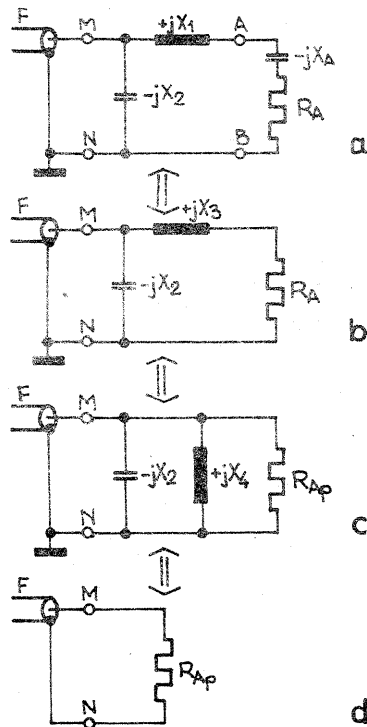 F M +jX₁ A
-jX₂ -jXA
RA
N B a
F M +jX₃
-jX₂ RA
N b
F M
-jX₂ +jX₄ RAp
N c
F M
RAp
N d